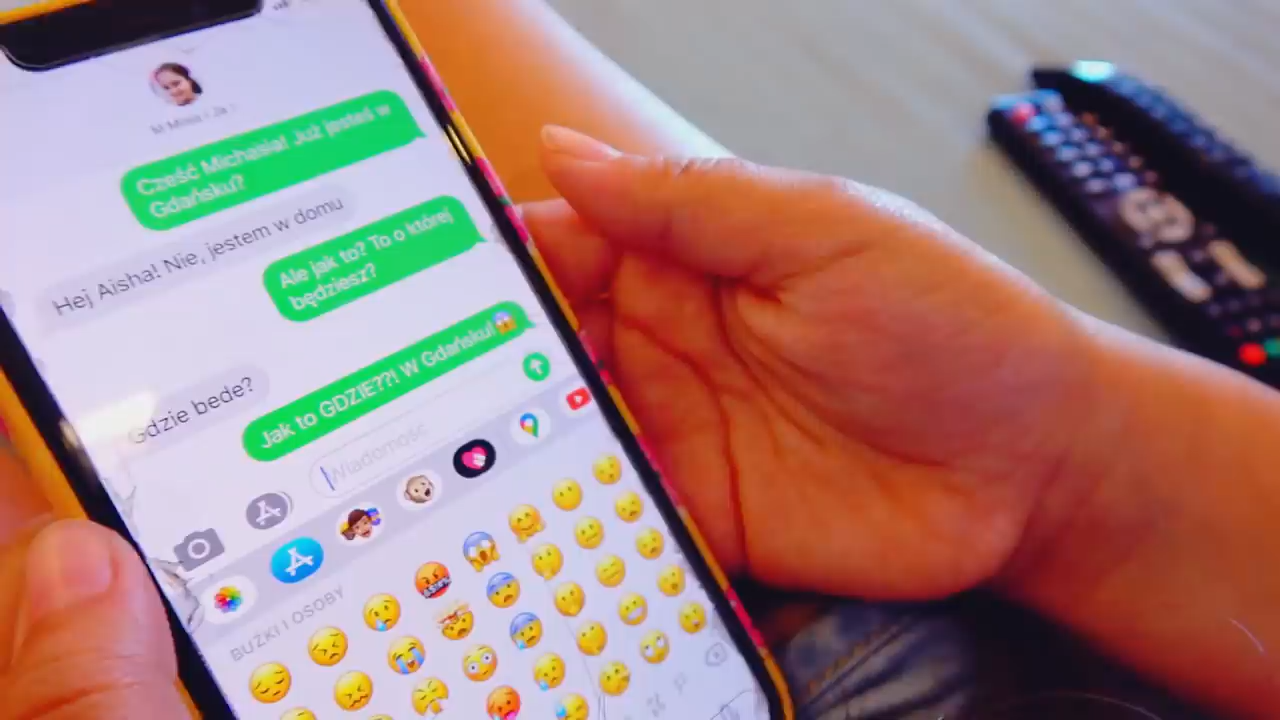 Cześć Michasia! Już jesteś w
Gdańsku?
Hej Aisha! Nie, jestem w domu
Ale jak to? To o której
będziesz?
Gdzie bede?
Jak to GDZIE??! W Gdańsku!😱
Wiadomość
BUŹKI I OSOBY